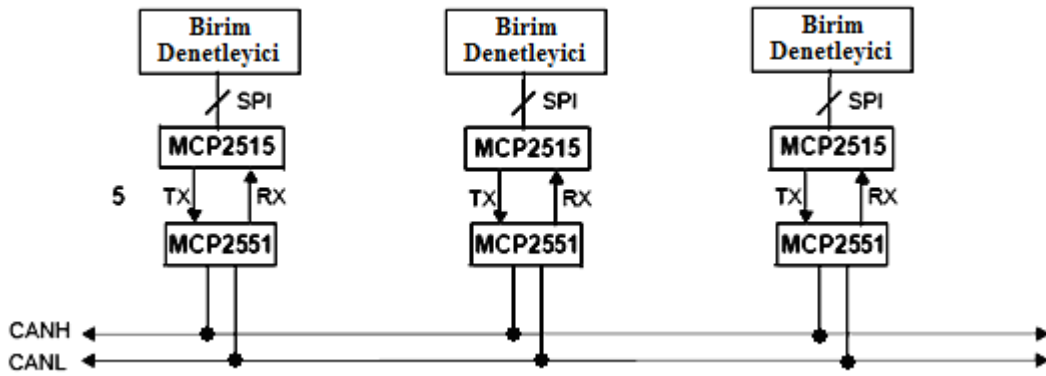 Birim
Denetleyici
Birim
Denetleyici
Birim
Denetleyici
SPI
SPI
SPI
MCP2515
MCP2515
MCP2515
5
TX
RX
TX
RX
TX
RX
MCP2551
MCP2551
MCP2551
CANH
CANL